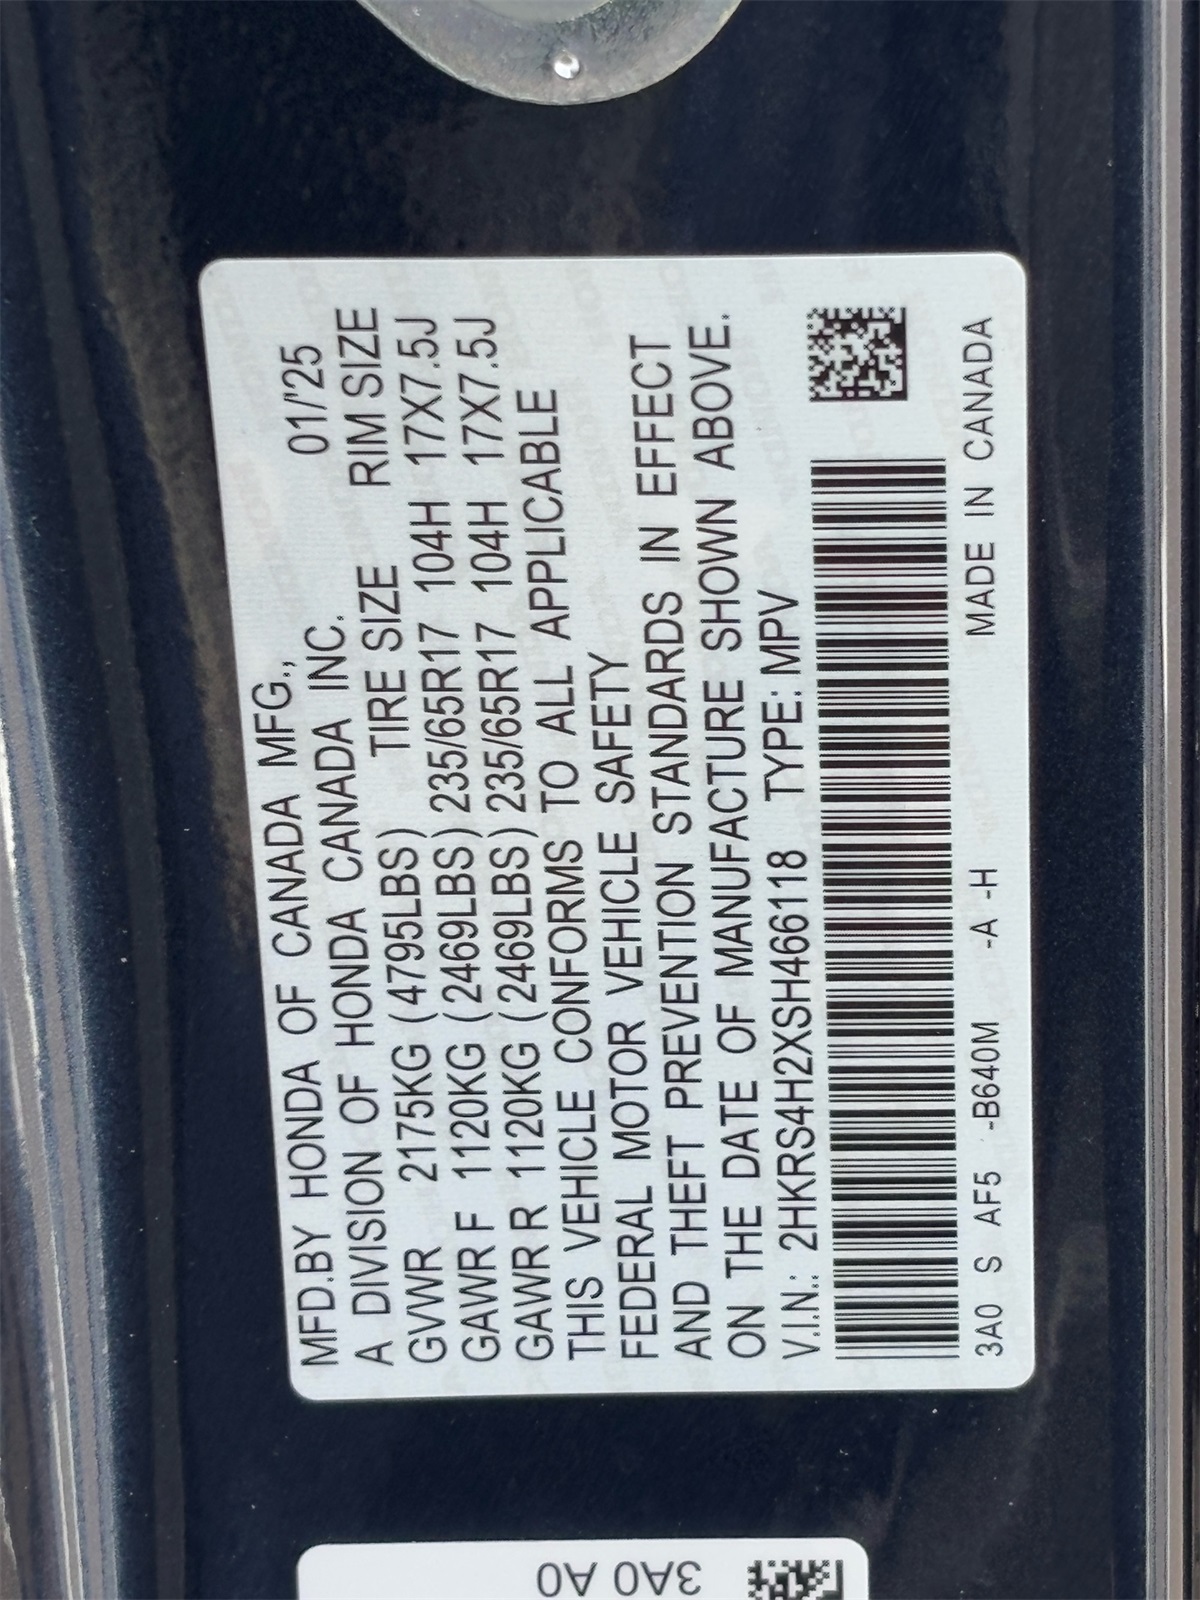 MFD.BY HONDA OF CANADA MFG., 01/'25
A DIVISION OF HONDA CANADA INC.
TIRE SIZE RIM SIZE
GVWR 2175KG (4795LBS)
GAWR F 1120KG (2469LBS) 235/65R17 104H 17X7.5J
GAWR R 1120KG (2469LBS) 235/65R17 104H 17X7.5J
THIS VEHICLE CONFORMS TO ALL APPLICABLE
FEDERAL MOTOR VEHICLE SAFETY
AND THEFT PREVENTION STANDARDS IN EFFECT
ON THE DATE OF MANUFACTURE SHOWN ABOVE.
V.I.N.: 2HKRS4H2XSH466118 TYPE: MPV
3A0 S AF5 -B640M -A -H MADE IN CANADA
3A0 A0